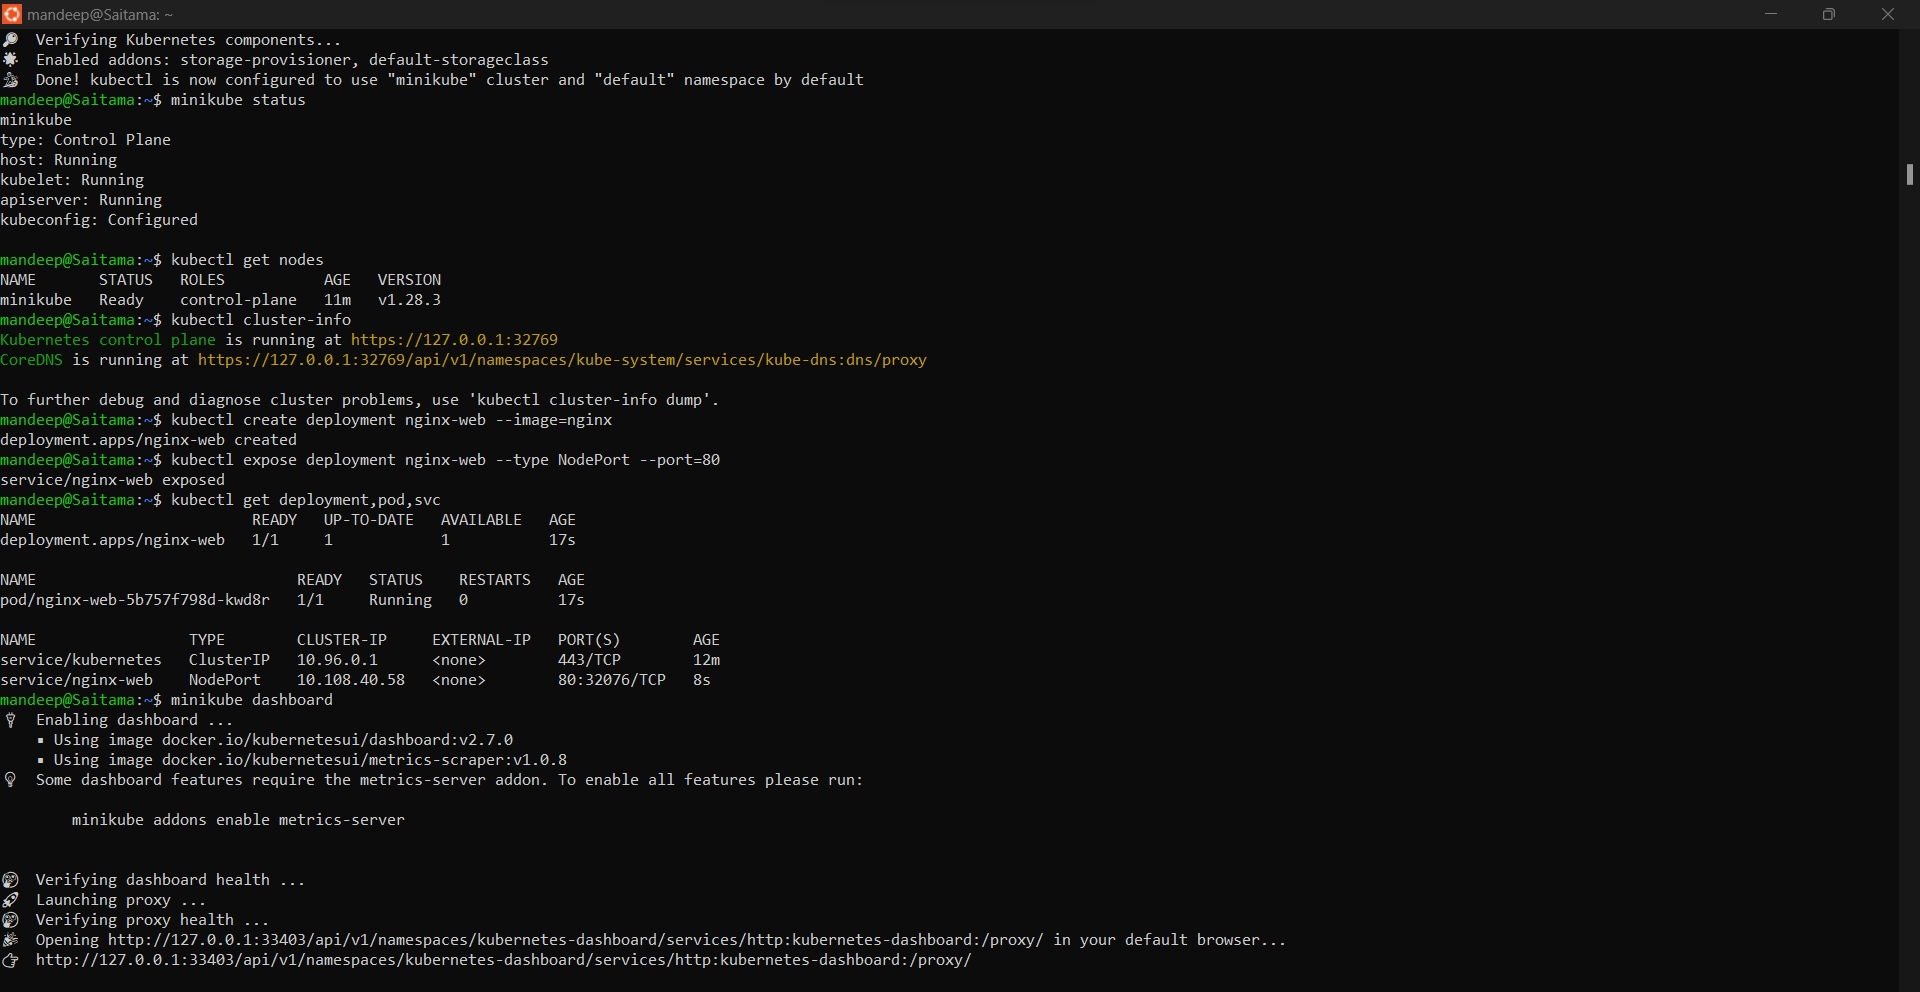 mandeep@Saitama: ~
Verifying Kubernetes components...
Enabled addons: storage-provisioner, default-storageclass
Done! kubectl is now configured to use "minikube" cluster and "default" namespace by default
mandeep@Saitama:~$ minikube status
minikube
type: Control Plane
host: Running
kubelet: Running
apiserver: Running
kubeconfig: Configured
mandeep@Saitama:~$ kubectl get nodes
NAME       STATUS   ROLES           AGE   VERSION
minikube   Ready    control-plane   11m   v1.28.3
mandeep@Saitama:~$ kubectl cluster-info
Kubernetes control plane is running at https://127.0.0.1:32769
CoreDNS is running at https://127.0.0.1:32769/api/v1/namespaces/kube-system/services/kube-dns:dns/proxy
To further debug and diagnose cluster problems, use 'kubectl cluster-info dump'.
mandeep@Saitama:~$ kubectl create deployment nginx-web --image=nginx
deployment.apps/nginx-web created
mandeep@Saitama:~$ kubectl expose deployment nginx-web --type NodePort --port=80
service/nginx-web exposed
mandeep@Saitama:~$ kubectl get deployment,pod,svc
NAME                        READY   UP-TO-DATE   AVAILABLE   AGE
deployment.apps/nginx-web   1/1     1            1           17s
NAME                             READY   STATUS    RESTARTS   AGE
pod/nginx-web-5b757f798d-kwd8r   1/1     Running   0          17s
NAME                 TYPE        CLUSTER-IP     EXTERNAL-IP   PORT(S)        AGE
service/kubernetes   ClusterIP   10.96.0.1      <none>        443/TCP        12m
service/nginx-web    NodePort    10.108.40.58   <none>        80:32076/TCP   8s
mandeep@Saitama:~$ minikube dashboard
Enabling dashboard ...
▪ Using image docker.io/kubernetesui/dashboard:v2.7.0
▪ Using image docker.io/kubernetesui/metrics-scraper:v1.0.8
Some dashboard features require the metrics-server addon. To enable all features please run:
minikube addons enable metrics-server
Verifying dashboard health ...
Launching proxy ...
Verifying proxy health ...
Opening http://127.0.0.1:33403/api/v1/namespaces/kubernetes-dashboard/services/http:kubernetes-dashboard:/proxy/ in your default browser...
http://127.0.0.1:33403/api/v1/namespaces/kubernetes-dashboard/services/http:kubernetes-dashboard:/proxy/